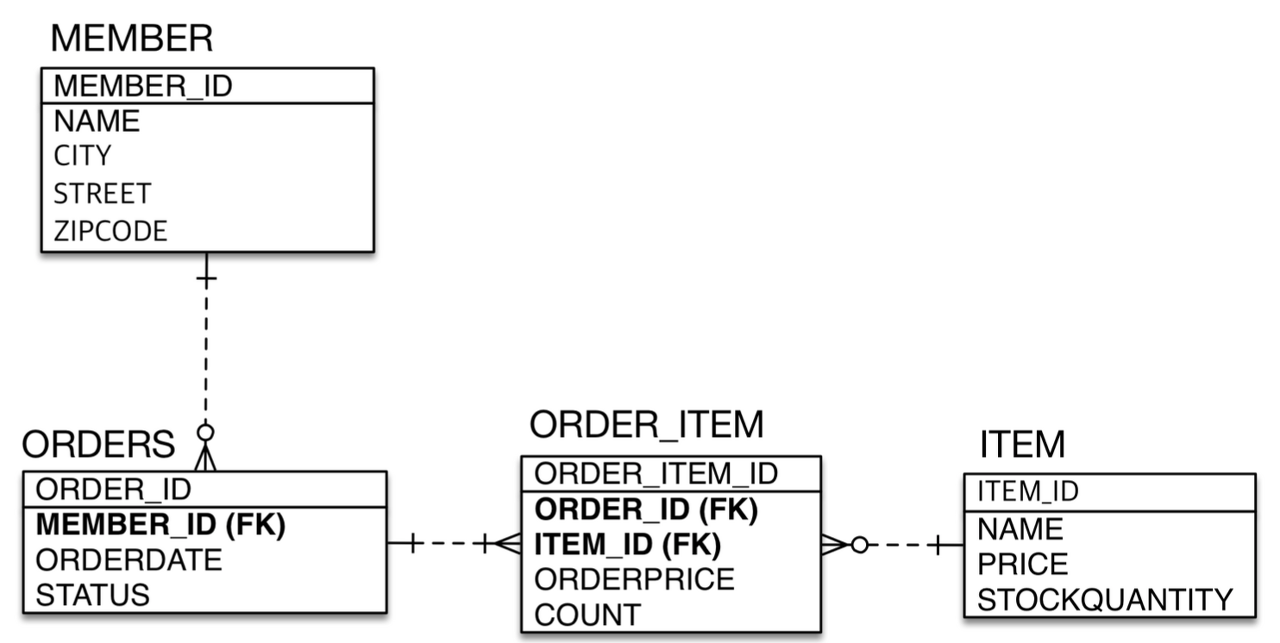 MEMBER
MEMBER_ID
NAME
CITY
STREET
ZIPCODE
ORDERS
ORDER_ID
MEMBER_ID (FK)
ORDERDATE
STATUS
ORDER_ITEM
ORDER_ITEM_ID
ORDER_ID (FK)
ITEM_ID (FK)
ORDERPRICE
COUNT
ITEM
ITEM_ID
NAME
PRICE
STOCKQUANTITY